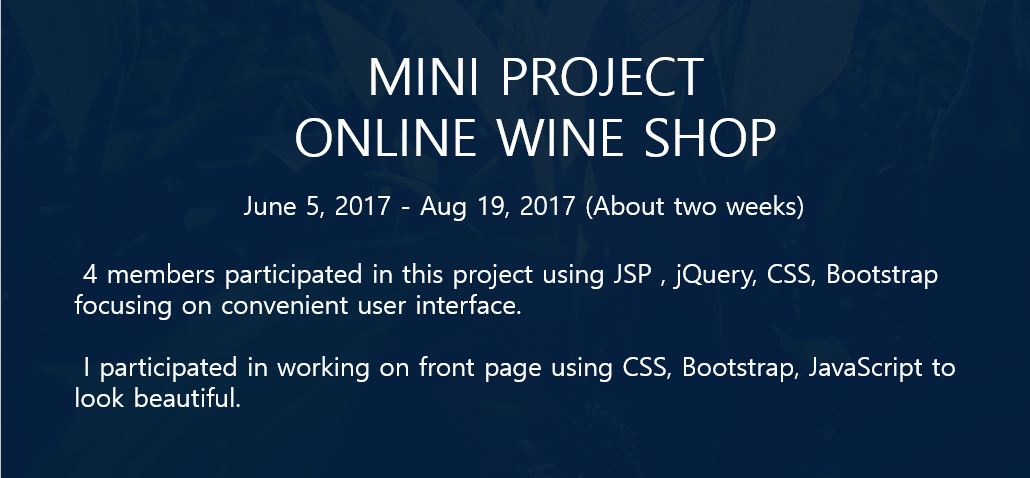 MINI PROJECT
ONLINE WINE SHOP
June 5, 2017 - Aug 19, 2017 (About two weeks)
4 members participated in this project using JSP , jQuery, CSS, Bootstrap
focusing on convenient user interface.
I participated in working on front page using CSS, Bootstrap, JavaScript to
look beautiful.